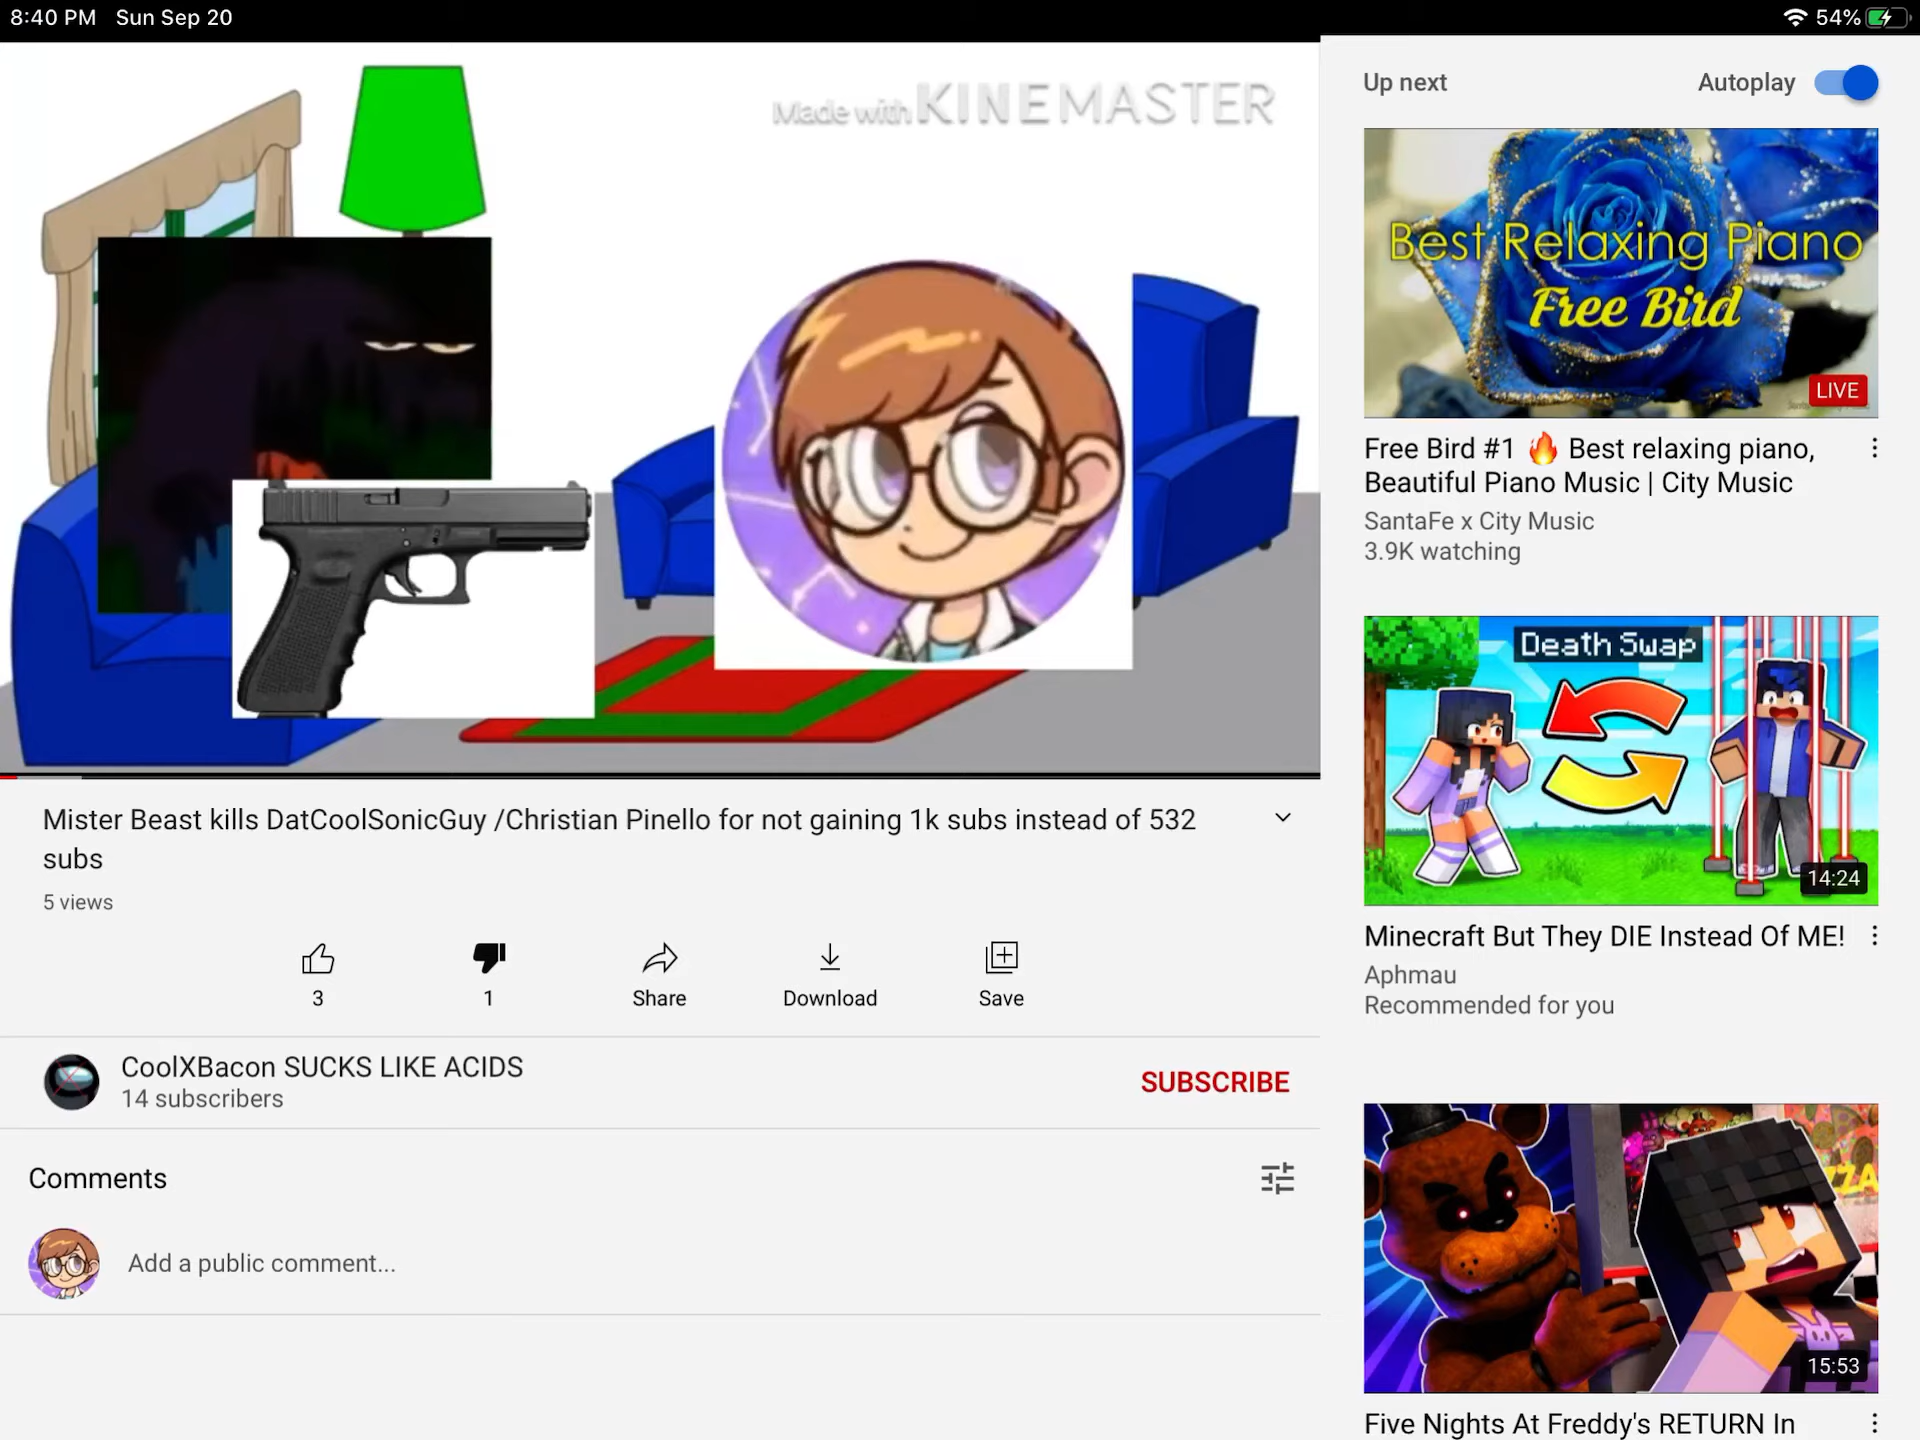 8:40 PM Sun Sep 20
54%
Made with KINEMASTER
Mister Beast kills DatCoolSonicGuy /Christian Pinello for not gaining 1k subs instead of 532
subs
5 views
3
1
Share
Download
Save
CoolXBacon SUCKS LIKE ACIDS
14 subscribers
SUBSCRIBE
Comments
Add a public comment...
Up next
Autoplay
Best Relaxing Piano
Free Bird
LIVE
Free Bird #1 🔥 Best relaxing piano,
Beautiful Piano Music | City Music
SantaFe x City Music
3.9K watching
Death Swap
14:24
Minecraft But They DIE Instead Of ME!
Aphmau
Recommended for you
15:53
Five Nights At Freddy's RETURN In